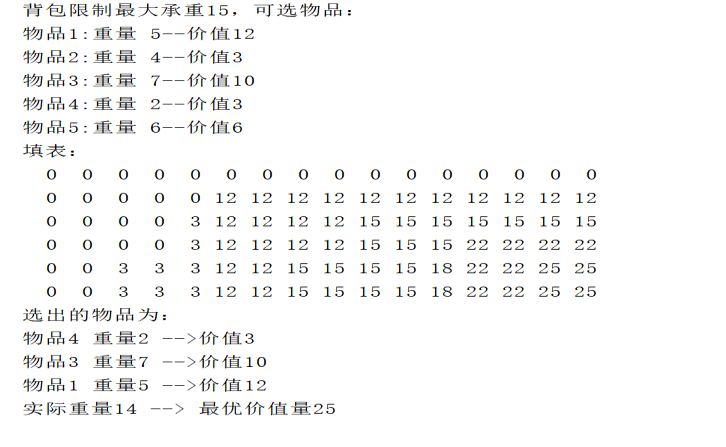 背包限制最大承重15, 可选物品:
物品1:重量 5--价值12
物品2:重量 4--价值3
物品3:重量 7--价值10
物品4:重量 2--价值3
物品5:重量 6--价值6
填表:
0 0 0 0 0 0 0 0 0 0 0 0 0 0 0 0
0 0 0 0 0 12 12 12 12 12 12 12 12 12 12 12
0 0 0 0 3 12 12 12 12 15 15 15 15 15 15 15
0 0 0 0 3 12 12 12 12 15 15 15 22 22 22 22
0 0 3 3 3 12 12 15 15 15 15 18 22 22 25 25
0 0 3 3 3 12 12 15 15 15 15 18 22 22 25 25
选出的物品为:
物品4 重量2 -->价值3
物品3 重量7 -->价值10
物品1 重量5 -->价值12
实际重量14 --> 最优价值量25